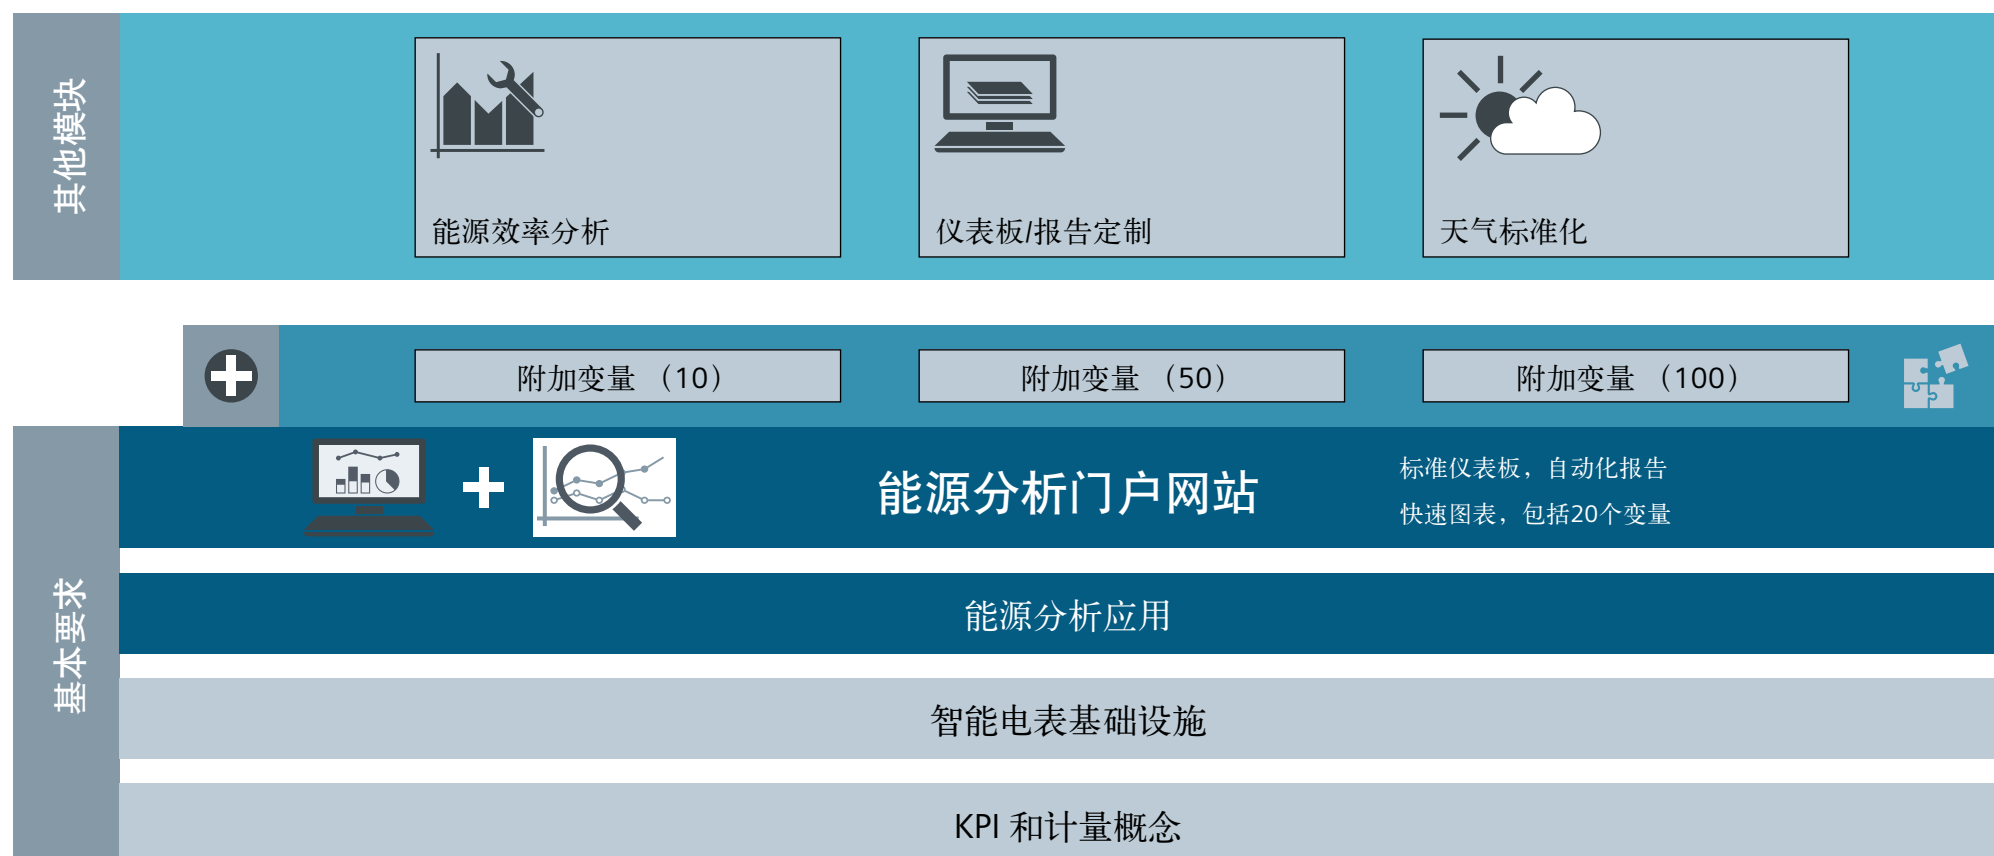 其他模块
能源效率分析
仪表板/报告定制
天气标准化
附加变量 （10）
附加变量 （50）
附加变量 （100）
基本要求
能源分析门户网站
标准仪表板，自动化报告
快速图表，包括20个变量
能源分析应用
智能电表基础设施
KPI 和计量概念